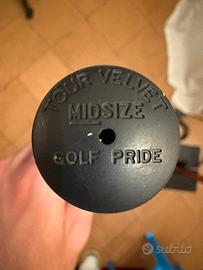 TOUR VELVET
MIDSIZE
GOLF PRIDE
subito